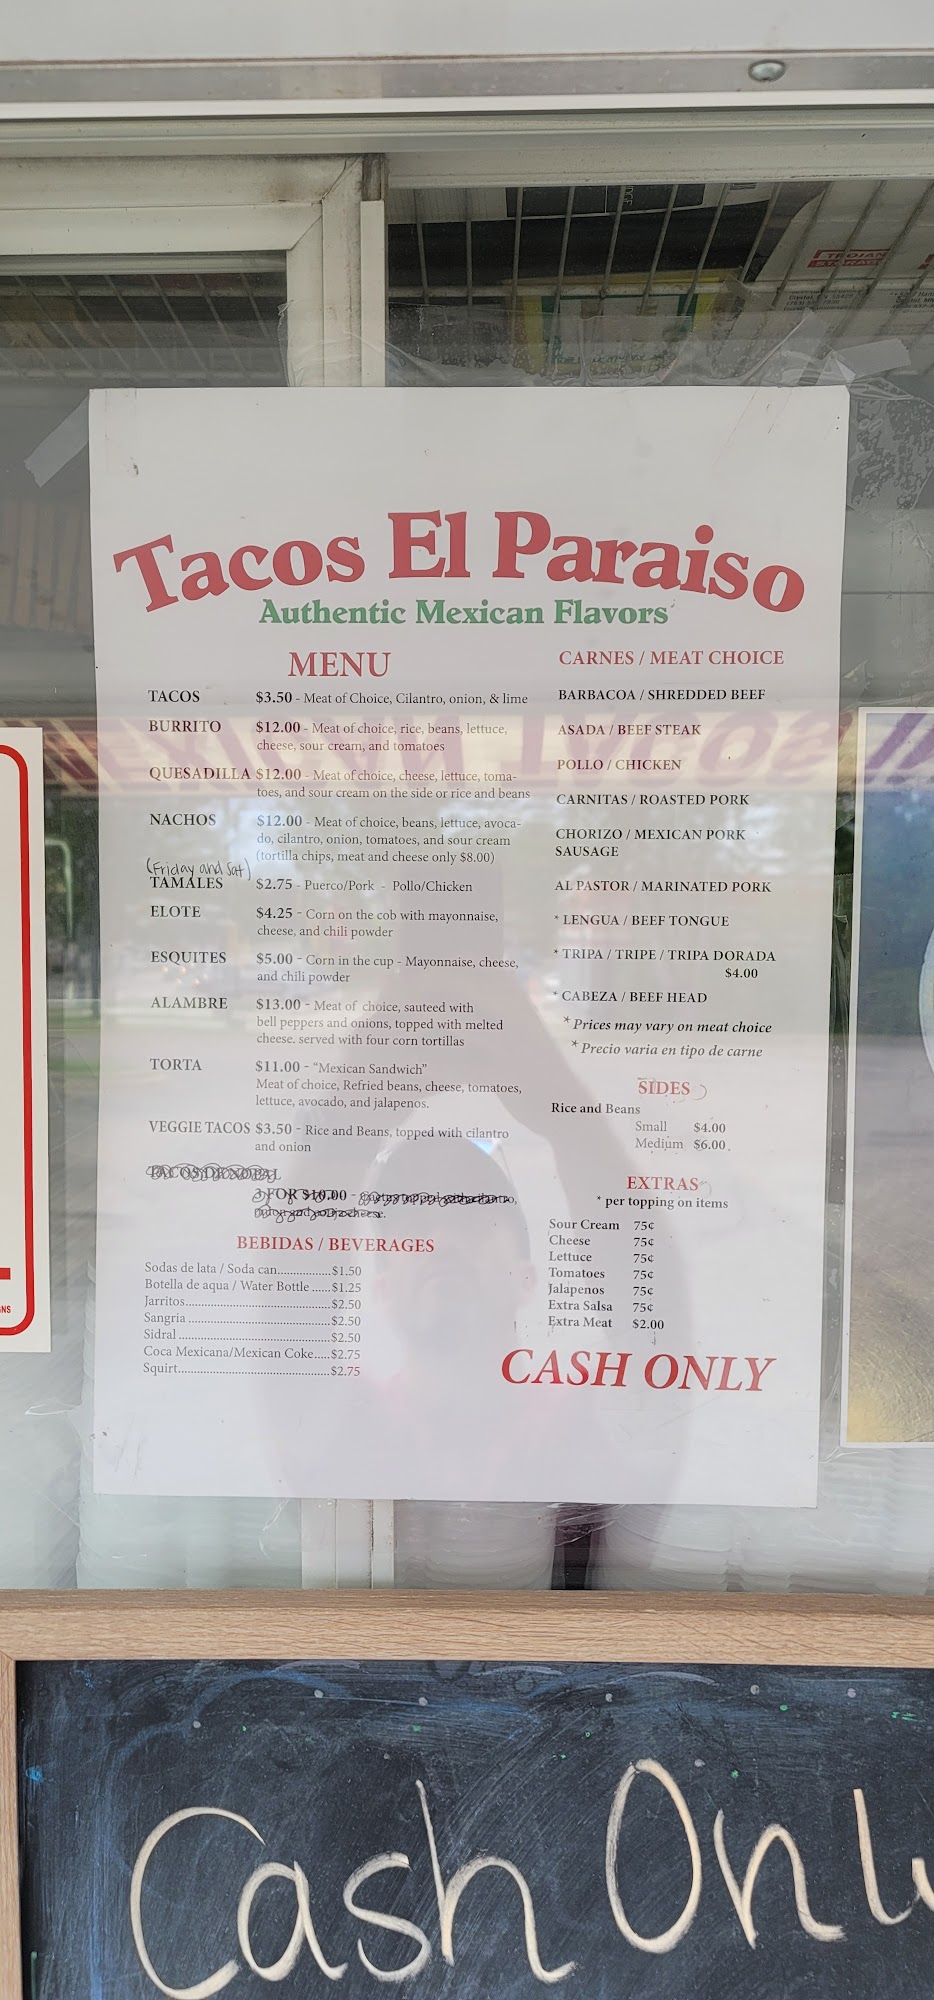 TROJAN
STORAGE
Tacos El Paraiso
Authentic Mexican Flavors
MENU
TACOS $3.50 - Meat of Choice, Cilantro, onion, & lime
BURRITO $12.00 - Meat of choice, rice, beans, lettuce,
cheese, sour cream, and tomatoes
QUESADILLA $12.00 - Meat of choice, cheese, lettuce, toma-
toes, and sour cream on the side or rice and beans
NACHOS $12.00 - Meat of choice, beans, lettuce, avoca-
do, cilantro, onion, tomatoes, and sour cream
(tortilla chips, meat and cheese only $8.00)
(Friday and Sat)
TAMALES $2.75 - Puerco/Pork - Pollo/Chicken
ELOTE $4.25 - Corn on the cob with mayonnaise,
cheese, and chili powder
ESQUITES $5.00 - Corn in the cup - Mayonnaise, cheese,
and chili powder
ALAMBRE $13.00 - Meat of choice, sauteed with
bell peppers and onions, topped with melted
cheese. served with four corn tortillas
TORTA $11.00 - “Mexican Sandwich”
Meat of choice, Refried beans, cheese, tomatoes,
lettuce, avocado, and jalapenos.
VEGGIE TACOS $3.50 - Rice and Beans, topped with cilantro
and onion
TACOS DE NOPAL
3 FOR $10.00 -
BEBIDAS / BEVERAGES
Sodas de lata / Soda can.................$1.50
Botella de aqua / Water Bottle ......$1.25
Jarritos.............................................$2.50
Sangria ............................................$2.50
Sidral ...............................................$2.50
Coca Mexicana/Mexican Coke.....$2.75
Squirt...............................................$2.75
CARNES / MEAT CHOICE
BARBACOA / SHREDDED BEEF
ASADA / BEEF STEAK
POLLO / CHICKEN
CARNITAS / ROASTED PORK
CHORIZO / MEXICAN PORK
SAUSAGE
AL PASTOR / MARINATED PORK
* LENGUA / BEEF TONGUE
* TRIPA / TRIPE / TRIPA DORADA
$4.00
* CABEZA / BEEF HEAD
* Prices may vary on meat choice
* Precio varia en tipo de carne
SIDES
Rice and Beans
Small $4.00
Medium $6.00
EXTRAS
* per topping on items
Sour Cream 75¢
Cheese 75¢
Lettuce 75¢
Tomatoes 75¢
Jalapenos 75¢
Extra Salsa 75¢
Extra Meat $2.00
CASH ONLY
Cash Only